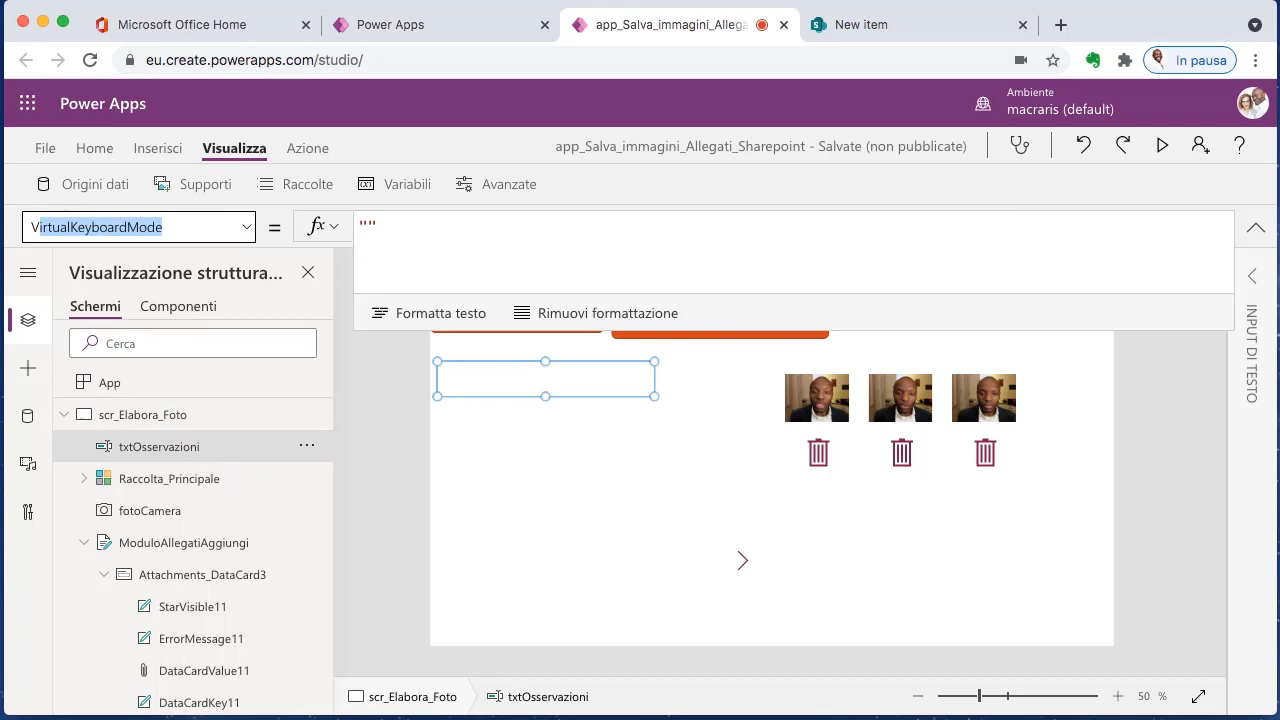 Microsoft Office Home
Power Apps
app_Salva_immagini_Allega
New item
eu.create.powerapps.com/studio/
In pausa
Power Apps
Ambiente
macraris (default)
File
Home
Inserisci
Visualizza
Azione
app_Salva_immagini_Allegati_Sharepoint - Salvate (non pubblicate)
Origini dati
Supporti
Raccolte
Variabili
Avanzate
VirtualKeyboardMode
=
fx
""
Visualizzazione struttura...
Formatta testo
Rimuovi formattazione
Schermi
Componenti
Cerca
App
scr_Elabora_Foto
txtOsservazioni
Raccolta_Principale
fotoCamera
ModuloAllegatiAggiungi
Attachments_DataCard3
StarVisible11
ErrorMessage11
DataCardValue11
DataCardKey11
INPUT DI TESTO
scr_Elabora_Foto
txtOsservazioni
50 %